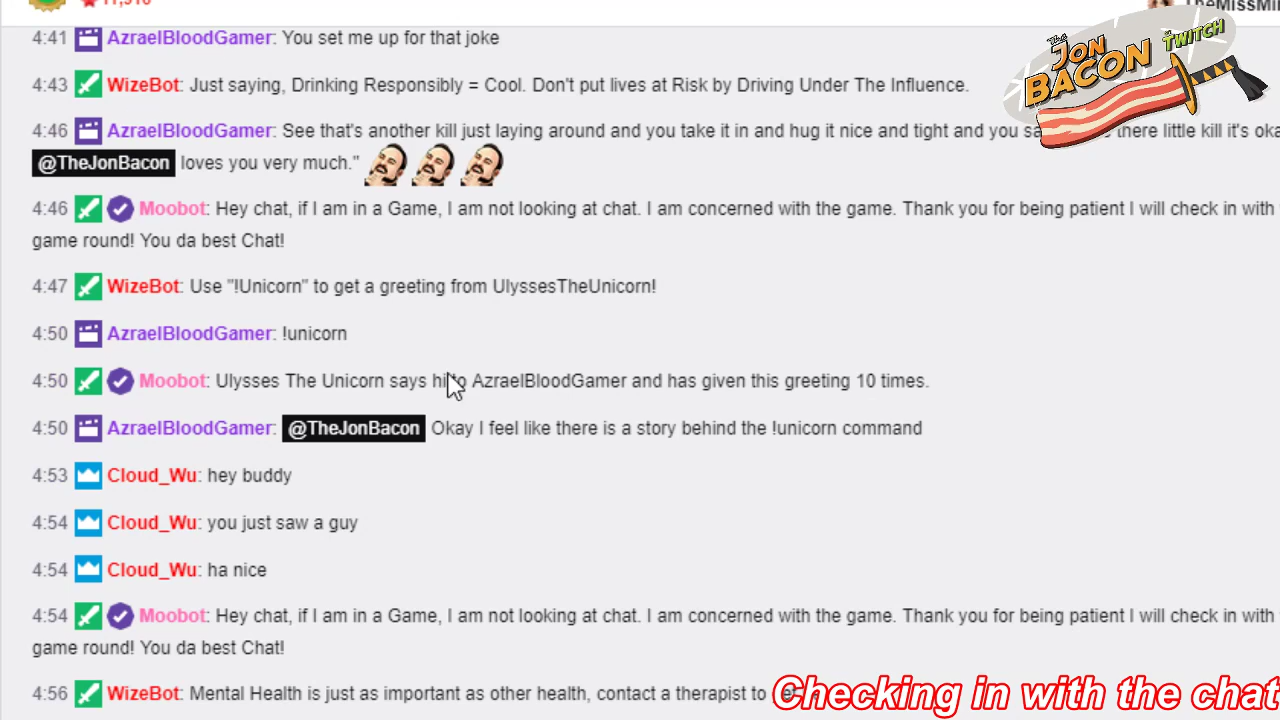 11,516
TheMissMi
4:41 AzraelBloodGamer: You set me up for that joke
The JON BACON on TWITCH
4:43 WizeBot: Just saying, Drinking Responsibly = Cool. Don't put lives at Risk by Driving Under The Influence.
4:46 AzraelBloodGamer: See that's another kill just laying around and you take it in and hug it nice and tight and you sa there little kill it's oka
@TheJonBacon loves you very much."
4:46 Moobot: Hey chat, if I am in a Game, I am not looking at chat. I am concerned with the game. Thank you for being patient I will check in with
game round! You da best Chat!
4:47 WizeBot: Use "!Unicorn" to get a greeting from UlyssesTheUnicorn!
4:50 AzraelBloodGamer: !unicorn
4:50 Moobot: Ulysses The Unicorn says hi to AzraelBloodGamer and has given this greeting 10 times.
4:50 AzraelBloodGamer: @TheJonBacon Okay I feel like there is a story behind the !unicorn command
4:53 Cloud_Wu: hey buddy
4:54 Cloud_Wu: you just saw a guy
4:54 Cloud_Wu: ha nice
4:54 Moobot: Hey chat, if I am in a Game, I am not looking at chat. I am concerned with the game. Thank you for being patient I will check in with
game round! You da best Chat!
4:56 WizeBot: Mental Health is just as important as other health, contact a therapist to
Checking in with the chat